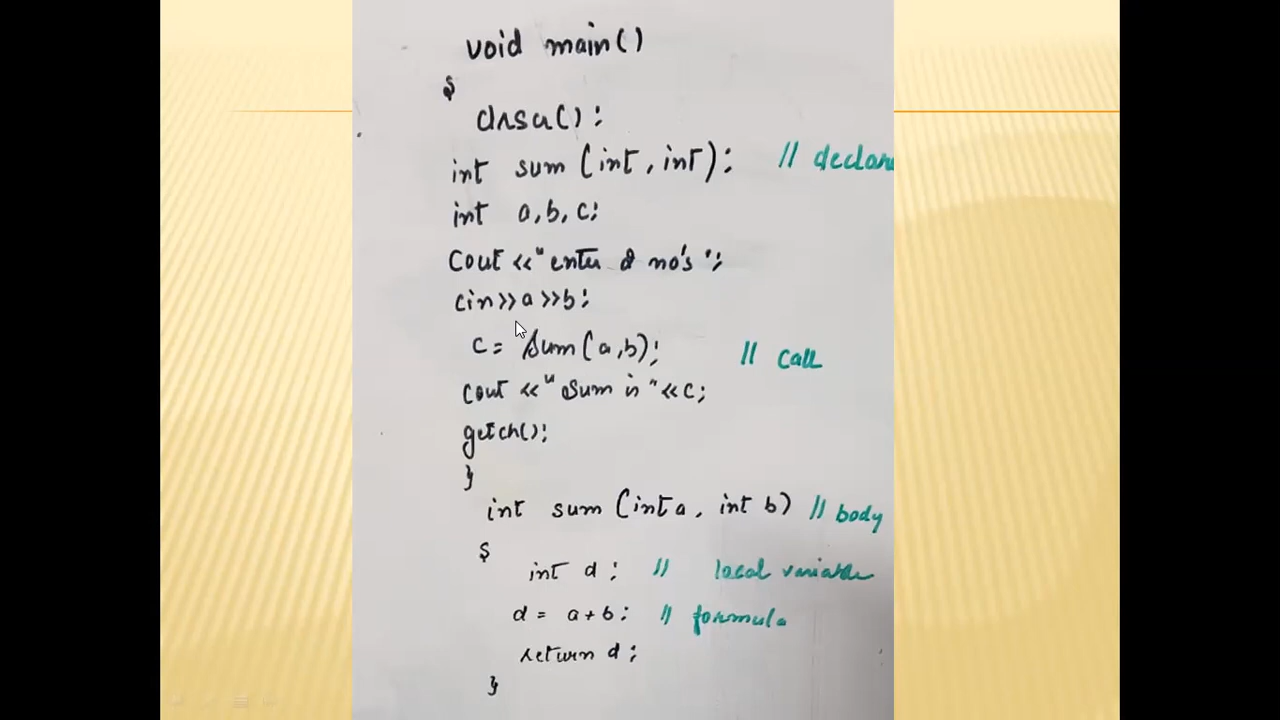 void main()
{
clrscr();
int sum (int, int); // declare
int a, b, c;
cout <<"enter 2 no's";
cin>>a>>b;
c= sum(a,b); // call
cout <<"sum is"<<c;
getch();
}
int sum (int a, int b) // body
{
int d; // local variable
d = a+b; // formula
return d;
}